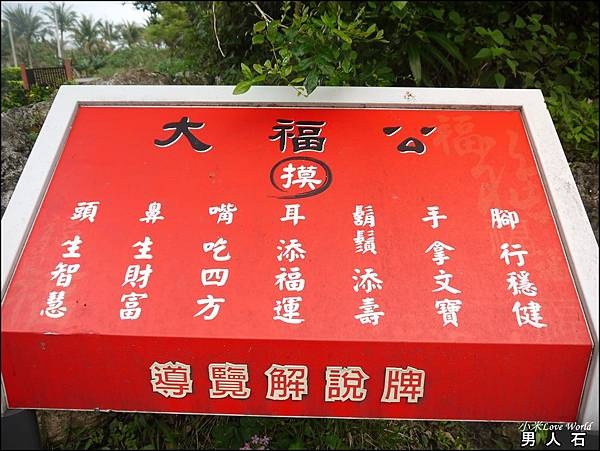 大福公
摸
頭生智慧
鼻生財富
嘴吃四方
耳添福運
鬍鬚添壽
手拿文寶
腳行穩健
導覽解說牌
小米Love World
男人石